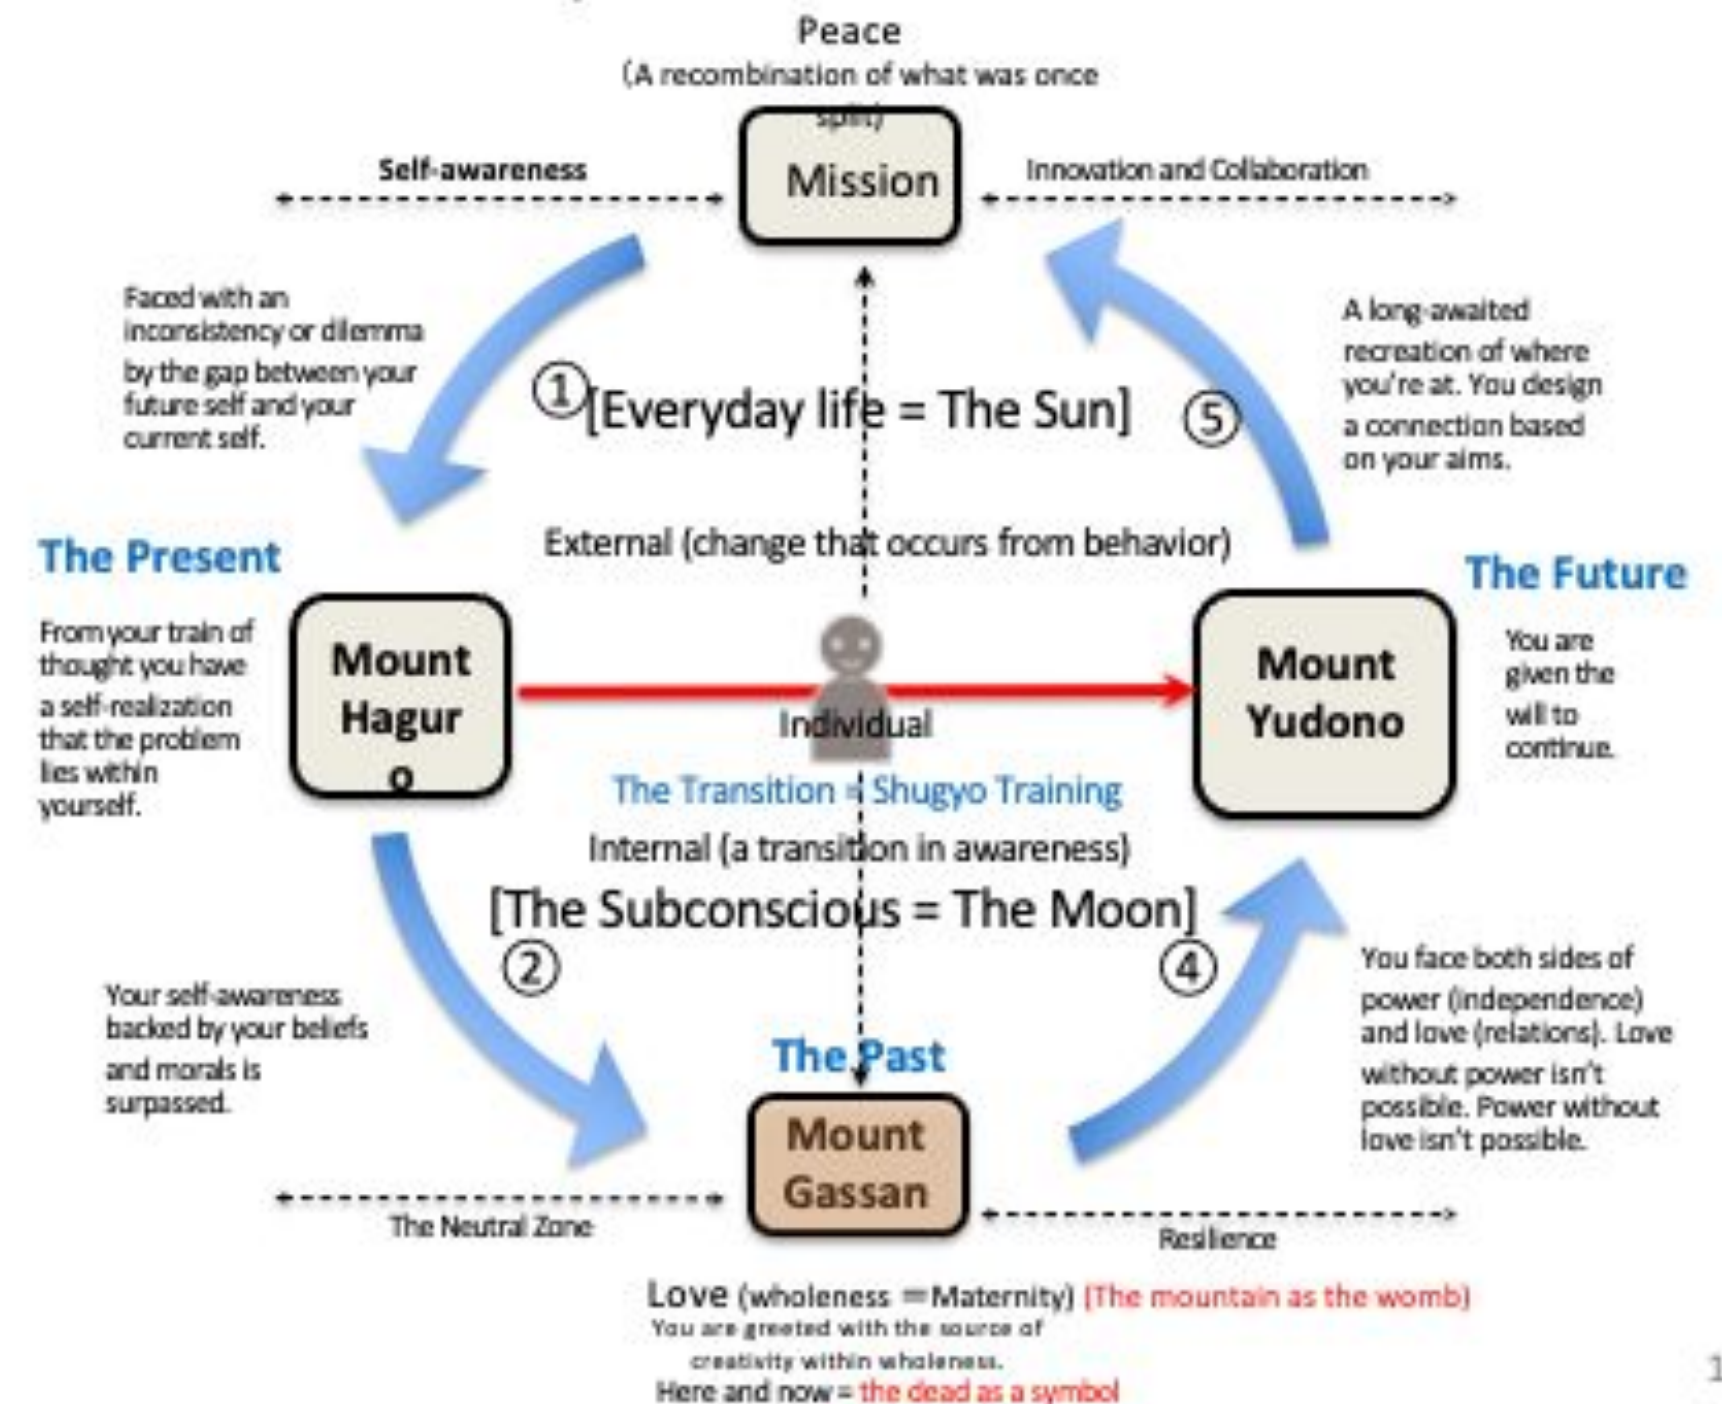 Peace
(A recombination of what was once
split)
Mission
Self-awareness
Innovation and Collaboration
Faced with an
inconsistency or dilemma
by the gap between your
future self and your
current self.
A long-awaited
recreation of where
you're at. You design
a connection based
on your aims.
①
[Everyday life = The Sun]
⑤
External (change that occurs from behavior)
The Present
The Future
From your train of
thought you have
a self-realization
that the problem
lies within
yourself.
Mount
Hagur
o
Individual
Mount
Yudono
You are
given the
will to
continue.
The Transition = Shugyo Training
Internal (a transition in awareness)
[The Subconscious = The Moon]
②
④
Your self-awareness
backed by your beliefs
and morals is
surpassed.
You face both sides of
power (independence)
and love (relations). Love
without power isn't
possible. Power without
love isn't possible.
The Past
Mount
Gassan
The Neutral Zone
Resilience
Love (wholeness =Maternity) (The mountain as the womb)
You are greeted with the source of
creativity within wholeness.
Here and now = the dead as a symbol
1